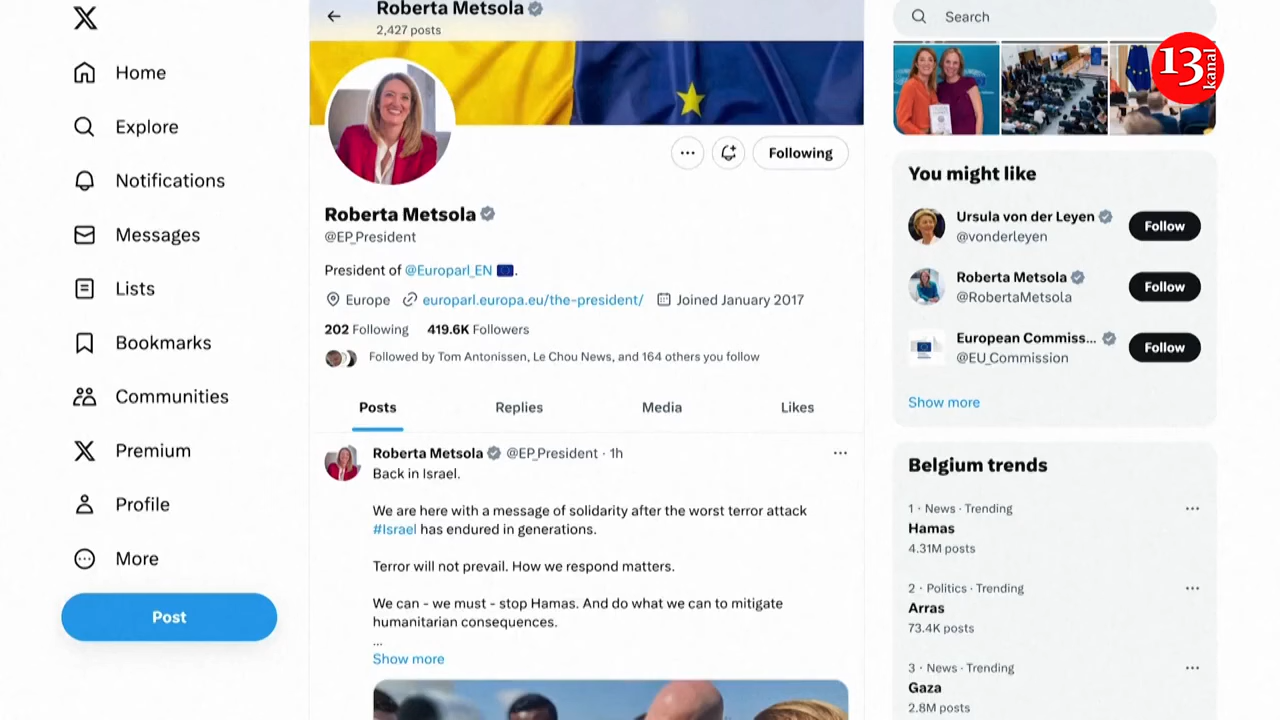 Home
Explore
Notifications
Messages
Lists
Bookmarks
Communities
Premium
Profile
More
Post
Roberta Metsola
2,427 posts
Following
Roberta Metsola
@EP_President
President of @Europarl_EN 🇪🇺.
Europe europarl.europa.eu/the-president/ Joined January 2017
202 Following 419.6K Followers
Followed by Tom Antonissen, Le Chou News, and 164 others you follow
Posts Replies Media Likes
Roberta Metsola @EP_President · 1h
Back in Israel.
We are here with a message of solidarity after the worst terror attack
#Israel has endured in generations.
Terror will not prevail. How we respond matters.
We can - we must - stop Hamas. And do what we can to mitigate
humanitarian consequences.
...
Show more
Search
13 kanal
You might like
Ursula von der Leyen
@vonderleyen
Follow
Roberta Metsola
@RobertaMetsola
Follow
European Commiss...
@EU_Commission
Follow
Show more
Belgium trends
1 · News · Trending
Hamas
4.31M posts
2 · Politics · Trending
Arras
73.4K posts
3 · News · Trending
Gaza
2.8M posts